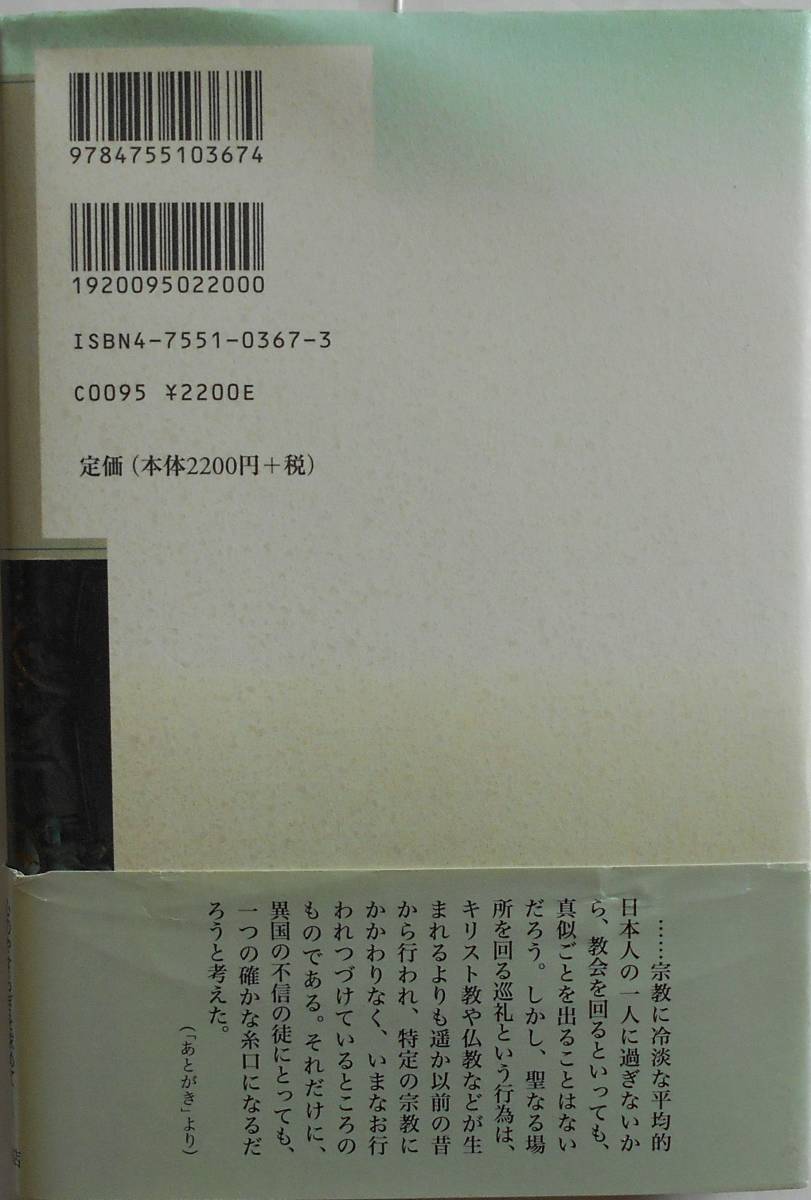 9784755103674
1920095022000
ISBN4-7551-0367-3
C0095 ¥2200E
定価（本体2200円＋税）
……宗教に冷淡な平均的
日本人の一人に過ぎないか
ら、教会を回るといっても、
真似ごとを出ることはない
だろう。しかし、聖なる場
所を回る巡礼という行為は、
キリスト教や仏教などが生
まれるよりも遥か以前の昔
から行われ、特定の宗教に
かかわりなく、いまなお行
われつづけているところの
ものである。それだけに、
異国の不信の徒にとっても、
一つの確かな糸口になるだ
ろうと考えた。
（「あとがき」より）
店